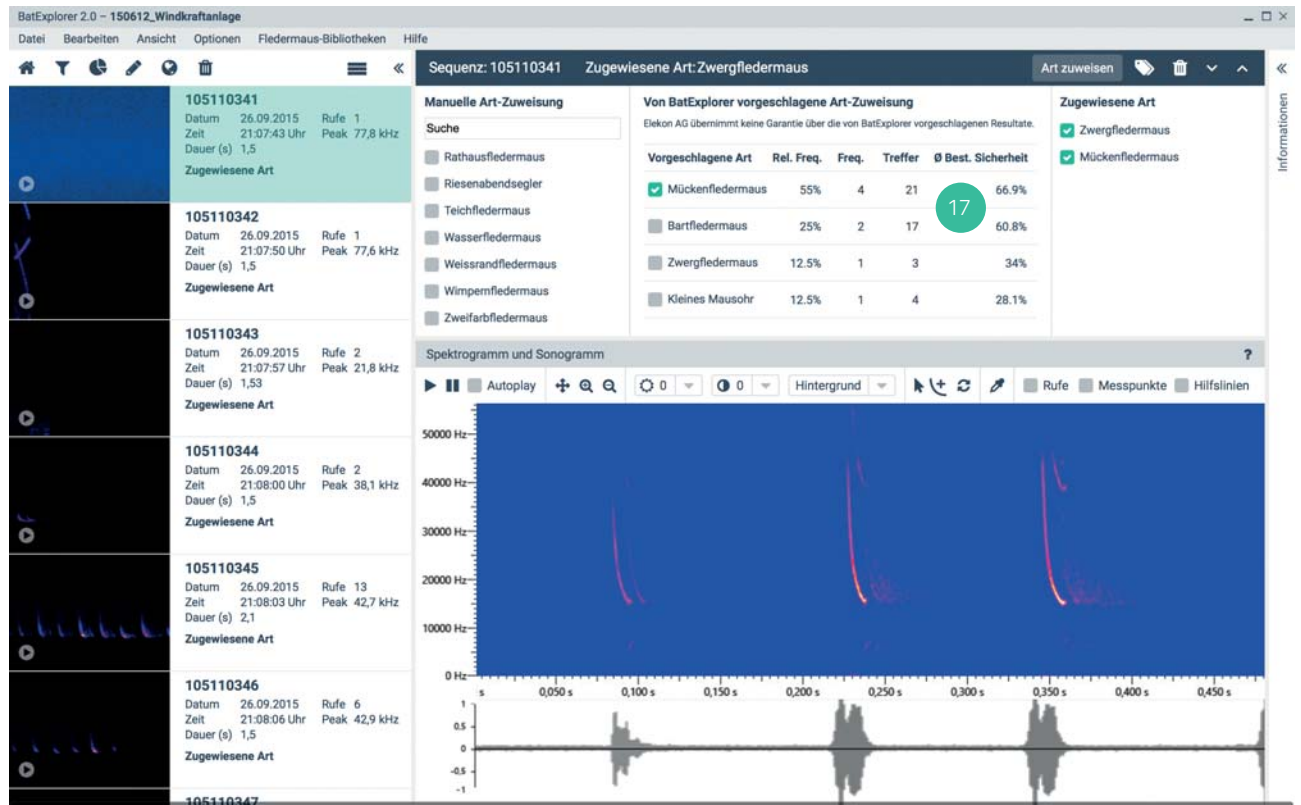 BatExplorer 2.0 – 150612_Windkraftanlage
Datei Bearbeiten Ansicht Optionen Fledermaus-Bibliotheken Hilfe
105110341
Datum 26.09.2015 Rufe 1
Zeit 21:07:43 Uhr Peak 77,8 kHz
Dauer (s) 1,5
Zugewiesene Art
105110342
Datum 26.09.2015 Rufe 1
Zeit 21:07:50 Uhr Peak 77,6 kHz
Dauer (s) 1,5
Zugewiesene Art
105110343
Datum 26.09.2015 Rufe 2
Zeit 21:07:57 Uhr Peak 21,8 kHz
Dauer (s) 1,53
Zugewiesene Art
105110344
Datum 26.09.2015 Rufe 2
Zeit 21:08:00 Uhr Peak 38,1 kHz
Dauer (s) 1,5
Zugewiesene Art
105110345
Datum 26.09.2015 Rufe 13
Zeit 21:08:03 Uhr Peak 42,7 kHz
Dauer (s) 2,1
Zugewiesene Art
105110346
Datum 26.09.2015 Rufe 6
Zeit 21:08:06 Uhr Peak 42,9 kHz
Dauer (s) 1,5
Zugewiesene Art
105110347
Sequenz: 105110341 Zugewiesene Art:Zwergfledermaus Art zuweisen
Manuelle Art-Zuweisung
Suche
Rathausfledermaus
Riesenabendsegler
Teichfledermaus
Wasserfledermaus
Weissrandfledermaus
Wimpernfledermaus
Zweifarbfledermaus
Von BatExplorer vorgeschlagene Art-Zuweisung
Elekon AG übernimmt keine Garantie über die von BatExplorer vorgeschlagenen Resultate.
Vorgeschlagene Art Rel. Freq. Freq. Treffer Ø Best. Sicherheit
Mückenfledermaus 55% 4 21 66.9%
17
Bartfledermaus 25% 2 17 60.8%
Zwergfledermaus 12.5% 1 3 34%
Kleines Mausohr 12.5% 1 4 28.1%
Zugewiesene Art
Zwergfledermaus
Mückenfledermaus
Informationen
Spektrogramm und Sonogramm ?
Autoplay 0 0 Hintergrund Rufe Messpunkte Hilfslinien
50000 Hz
40000 Hz
30000 Hz
20000 Hz
10000 Hz
0 Hz
s 0,050 s 0,100 s 0,150 s 0,200 s 0,250 s 0,300 s 0,350 s 0,400 s 0,450 s
1
0.5
0
-0,5
-1